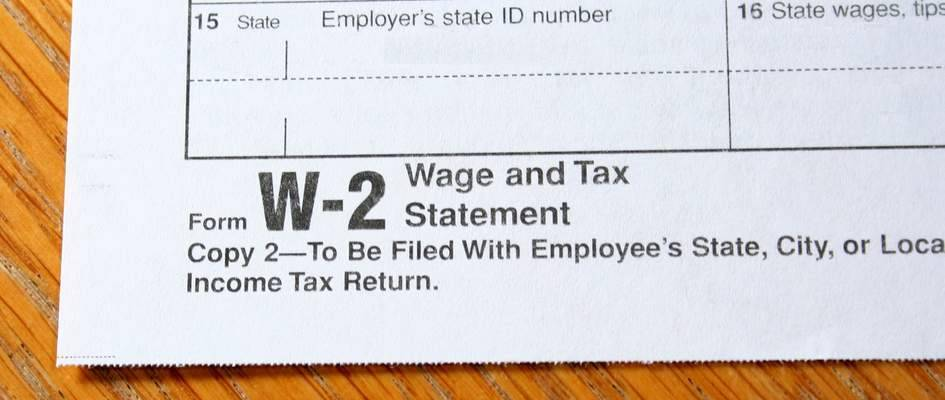 15 State Employer's state ID number 16 State wages, tips
Form W-2 Wage and Tax
Statement
Copy 2—To Be Filed With Employee's State, City, or Loca
Income Tax Return.